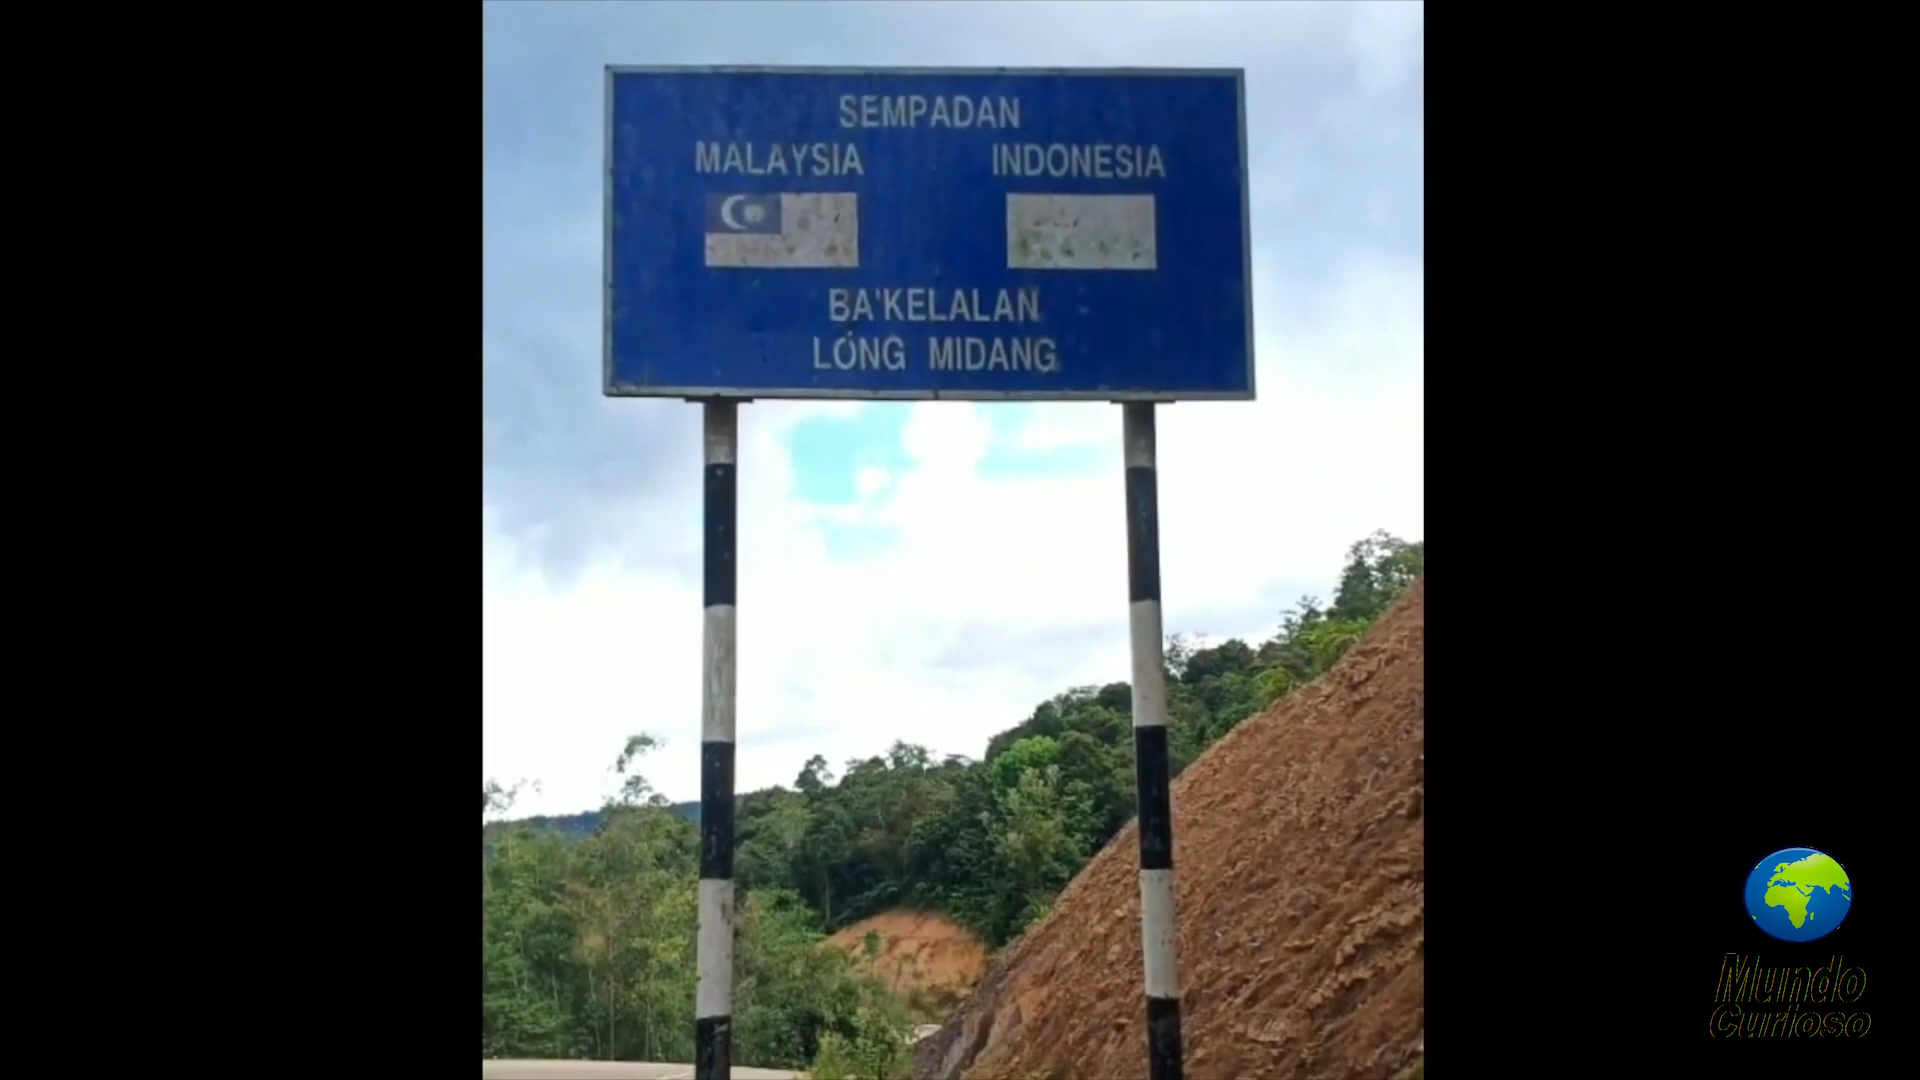 SEMPADAN
MALAYSIA INDONESIA
BA'KELALAN
LONG MIDANG
Mundo
Curioso